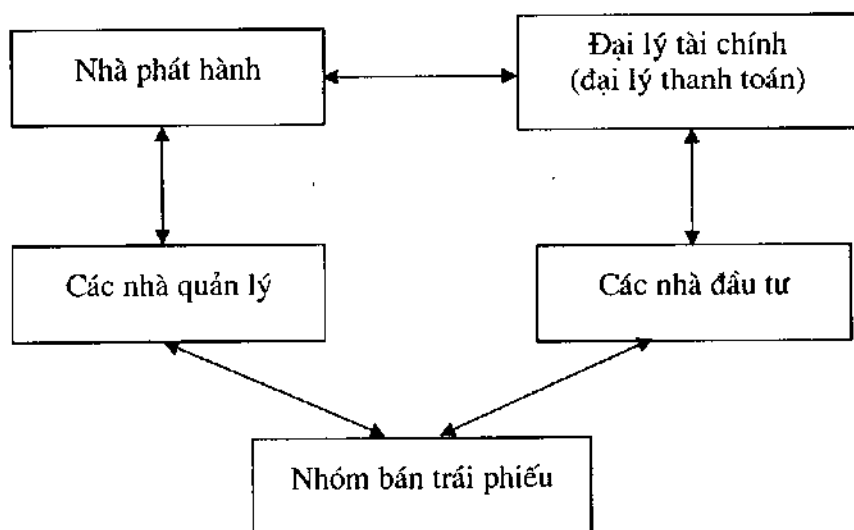 Nhà phát hành
Đại lý tài chính
(đại lý thanh toán)
Các nhà quản lý
Các nhà đầu tư
Nhóm bán trái phiếu